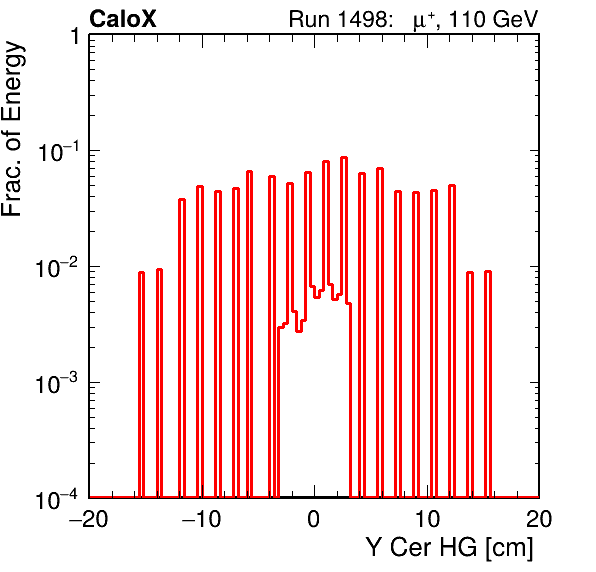 CaloX Run 1498: μ⁺, 110 GeV
Frac. of Energy
1
10⁻¹
10⁻²
10⁻³
10⁻⁴
−20 −10 0 10 20
Y Cer HG [cm]